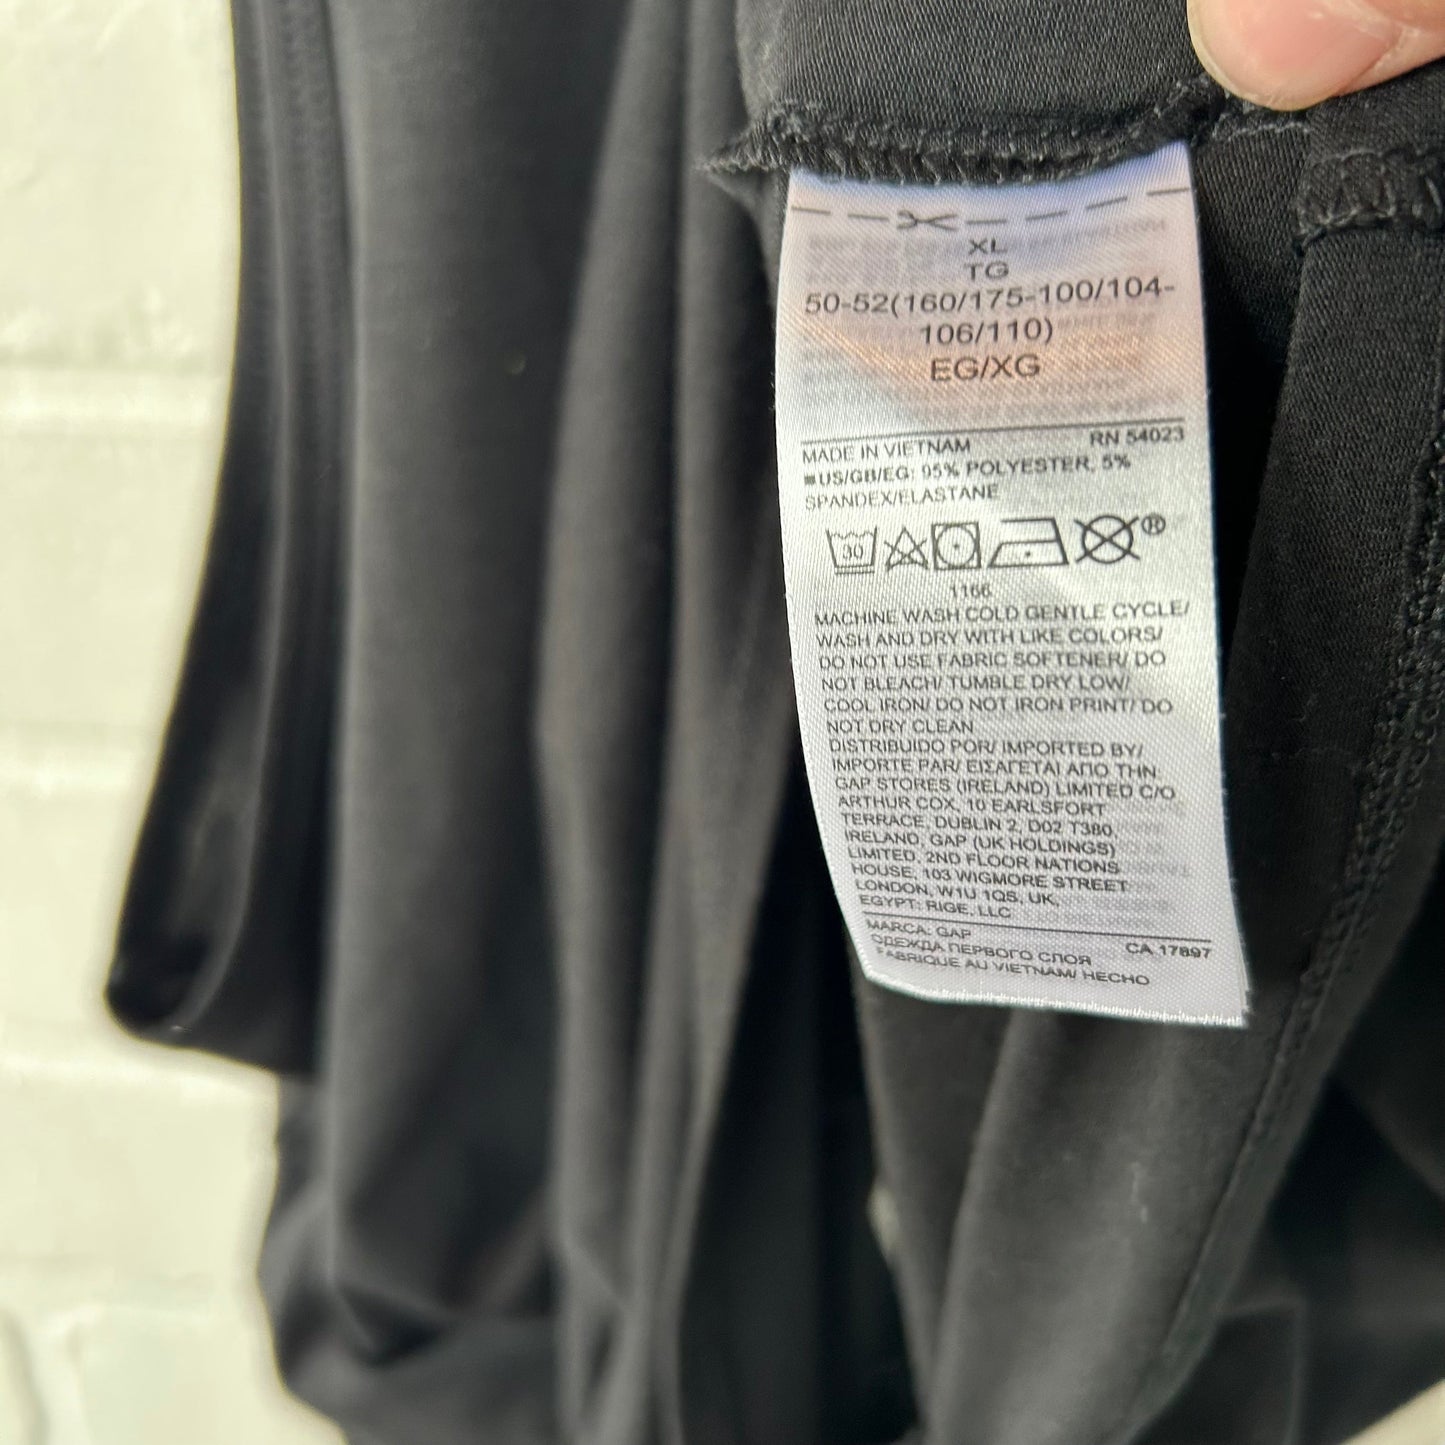 XL
TG
50-52(160/175-100/104-
106/110)
EG/XG
MADE IN VIETNAM RN 54023
US/GB/EG: 95% POLYESTER, 5%
SPANDEX/ELASTANE
30 ®
1166
MACHINE WASH COLD GENTLE CYCLE/
WASH AND DRY WITH LIKE COLORS/
DO NOT USE FABRIC SOFTENER/ DO
NOT BLEACH/ TUMBLE DRY LOW/
COOL IRON/ DO NOT IRON PRINT/ DO
NOT DRY CLEAN
DISTRIBUIDO POR/ IMPORTED BY/
IMPORTE PAR/ ΕΙΣΑΓΕΤΑΙ ΑΠΟ ΤΗΝ:
GAP STORES (IRELAND) LIMITED C/O
ARTHUR COX, 10 EARLSFORT
TERRACE, DUBLIN 2, D02 T380,
IRELAND, GAP (UK HOLDINGS)
LIMITED, 2ND FLOOR NATIONS
HOUSE, 103 WIGMORE STREET
LONDON, W1U 1QS, UK,
EGYPT: RIGE, LLC
MARCA: GAP CA 17897
ОДЕЖДА ПЕРВОГО СЛОЯ
FABRIQUE AU VIETNAM/ HECHO